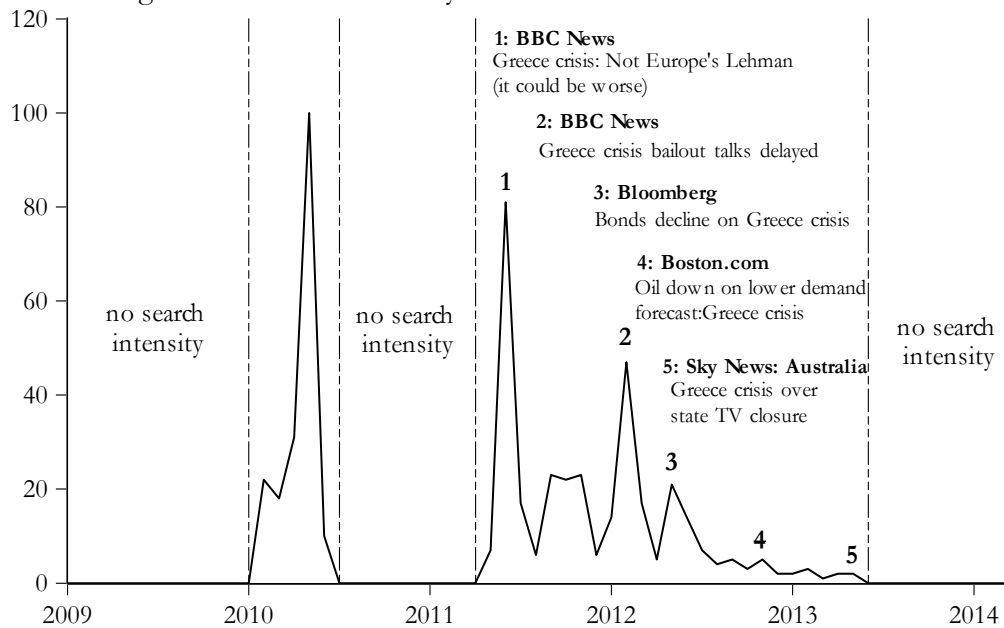 120
1: BBC News
Greece crisis: Not Europe's Lehman
(it could be worse)
100
2: BBC News
Greece crisis bailout talks delayed
1
3: Bloomberg
80
Bonds decline on Greece crisis
4: Boston.com
Oil down on lower demand
forecast:Greece crisis
60
no search
intensity
no search
intensity
no search
intensity
2
5: Sky News: Australia
Greece crisis over
state TV closure
40
3
20
4
5
0
2009
2010
2011
2012
2013
2014